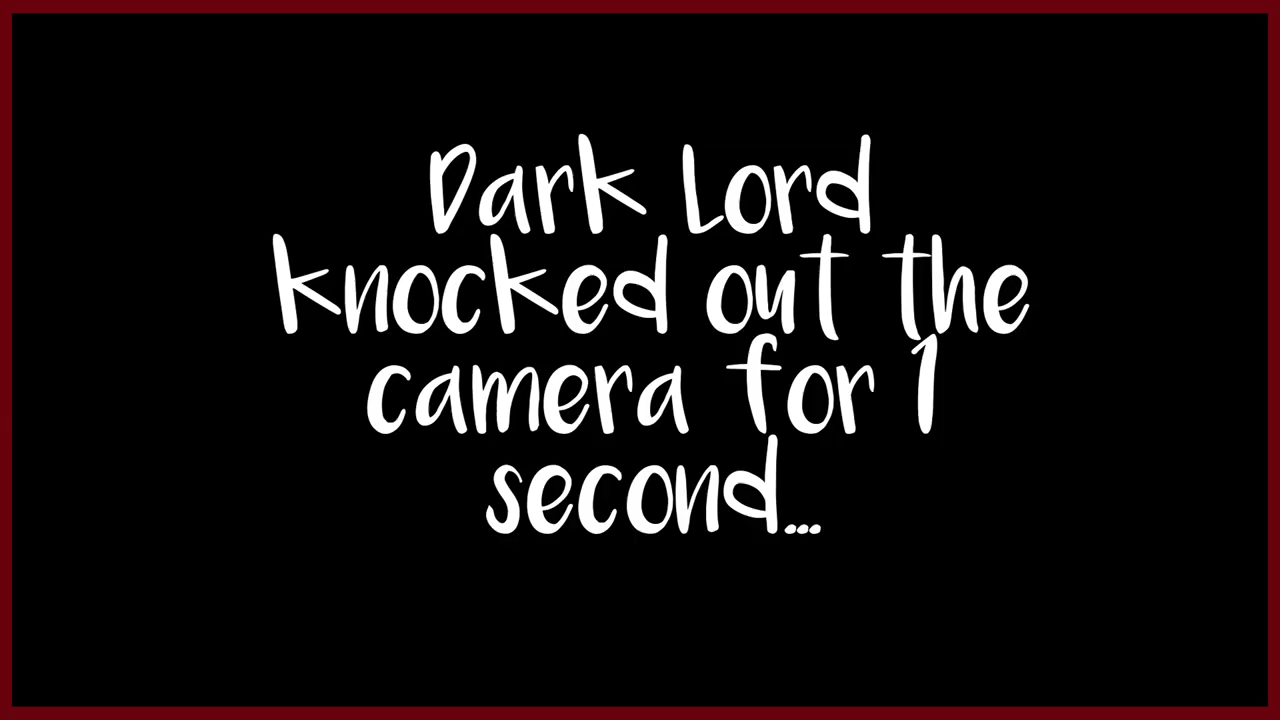 Dark Lord
knocked out the
camera for 1
second...